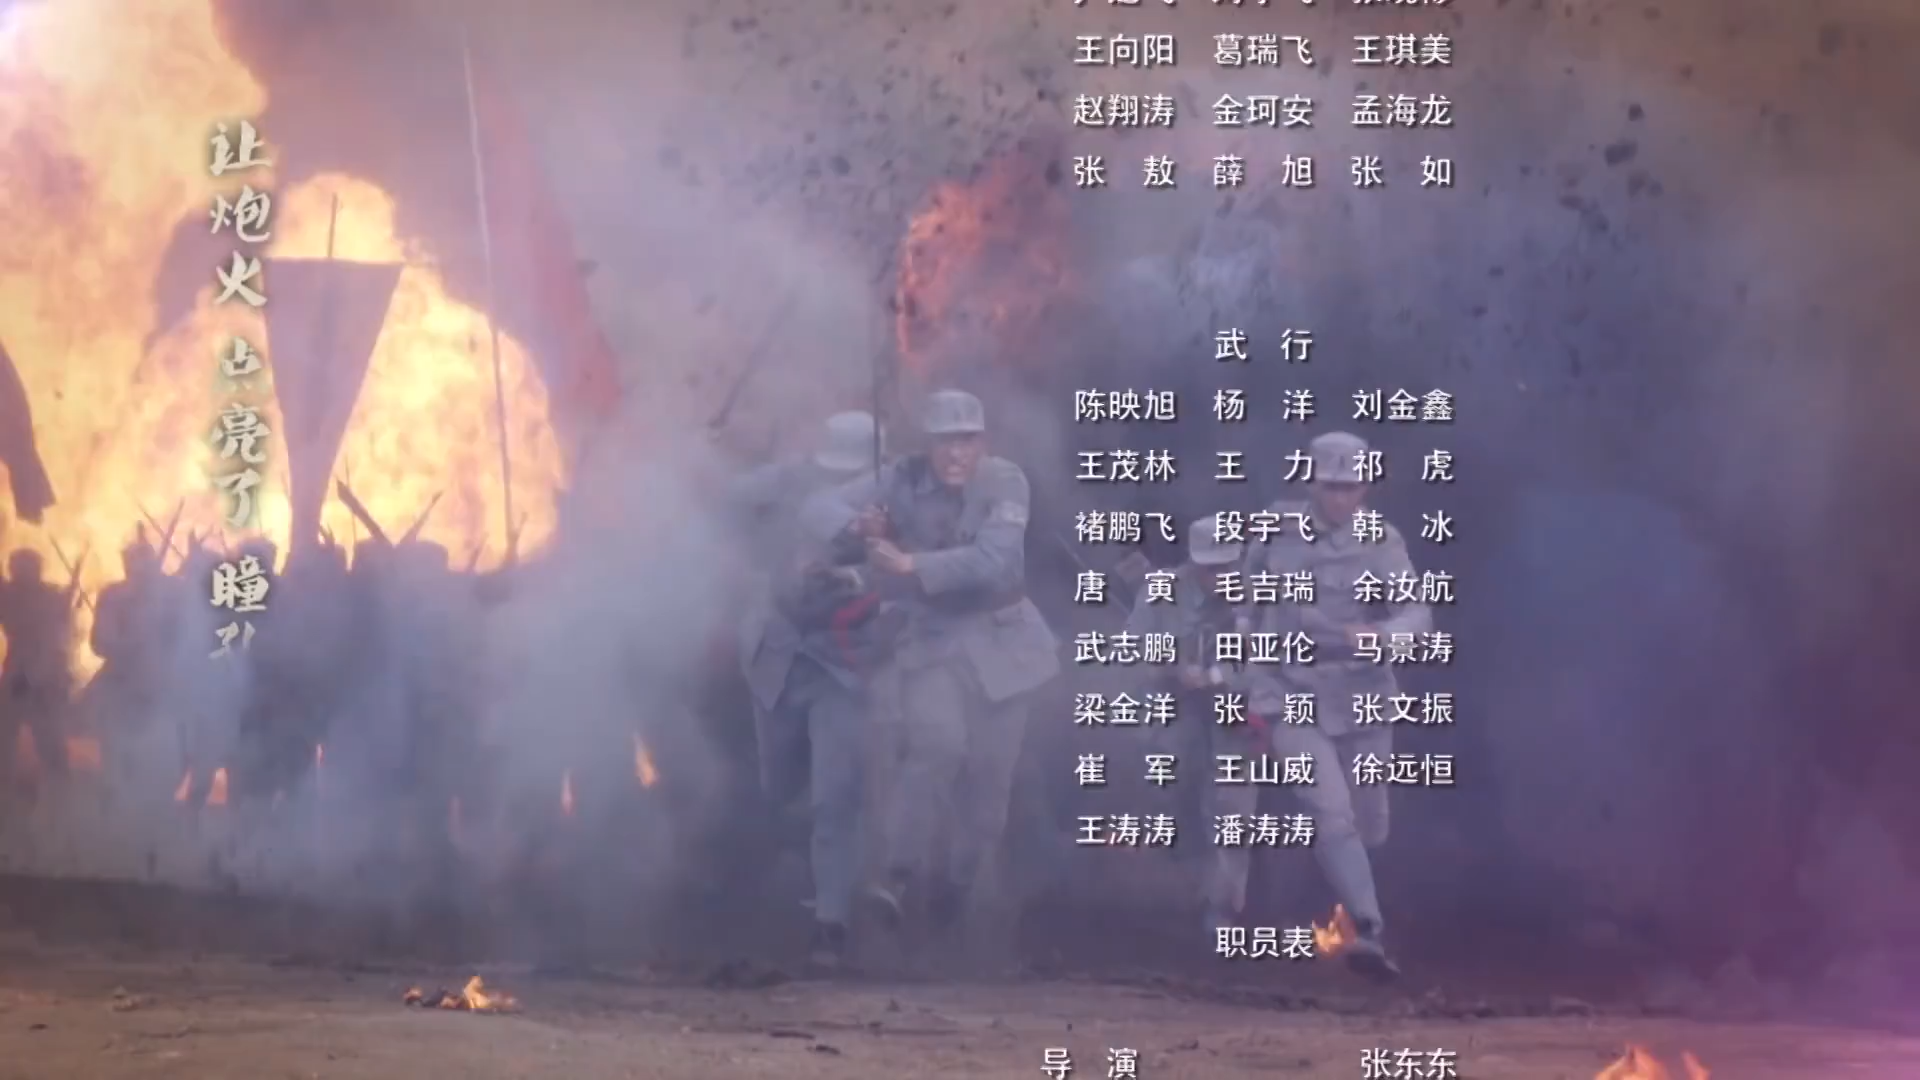 让炮火 点亮了 瞳孔
王向阳 葛瑞飞 王琪美
赵翔涛 金珂安 孟海龙
张 敖 薛 旭 张 如
武 行
陈映旭 杨 洋 刘金鑫
王茂林 王 力 祁 虎
褚鹏飞 段宇飞 韩 冰
唐 寅 毛吉瑞 余汝航
武志鹏 田亚伦 马景涛
梁金洋 张 颖 张文振
崔 军 王山威 徐远恒
王涛涛 潘涛涛
职员表
导 演 张东东